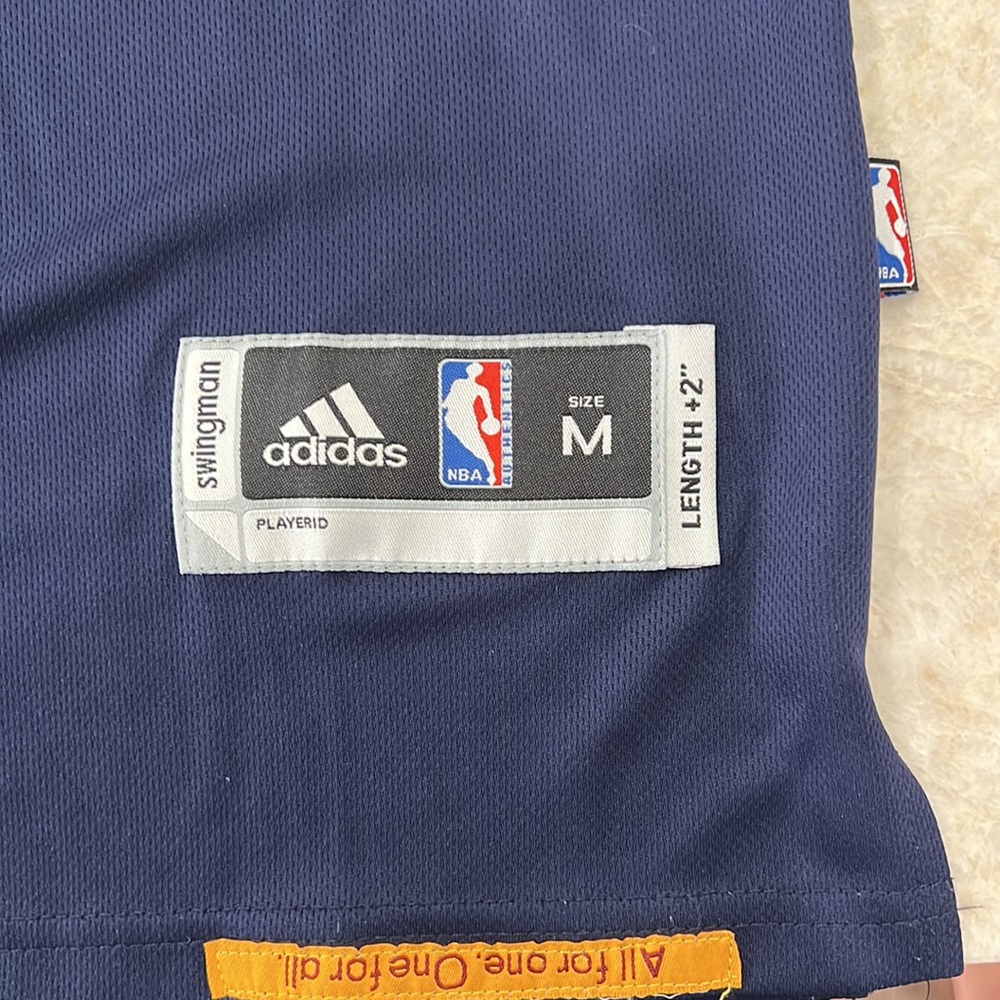 swingman
adidas
NBA
AUTHENTICS
SIZE
M
LENGTH +2"
PLAYERID
NBA
All for one. One for all.